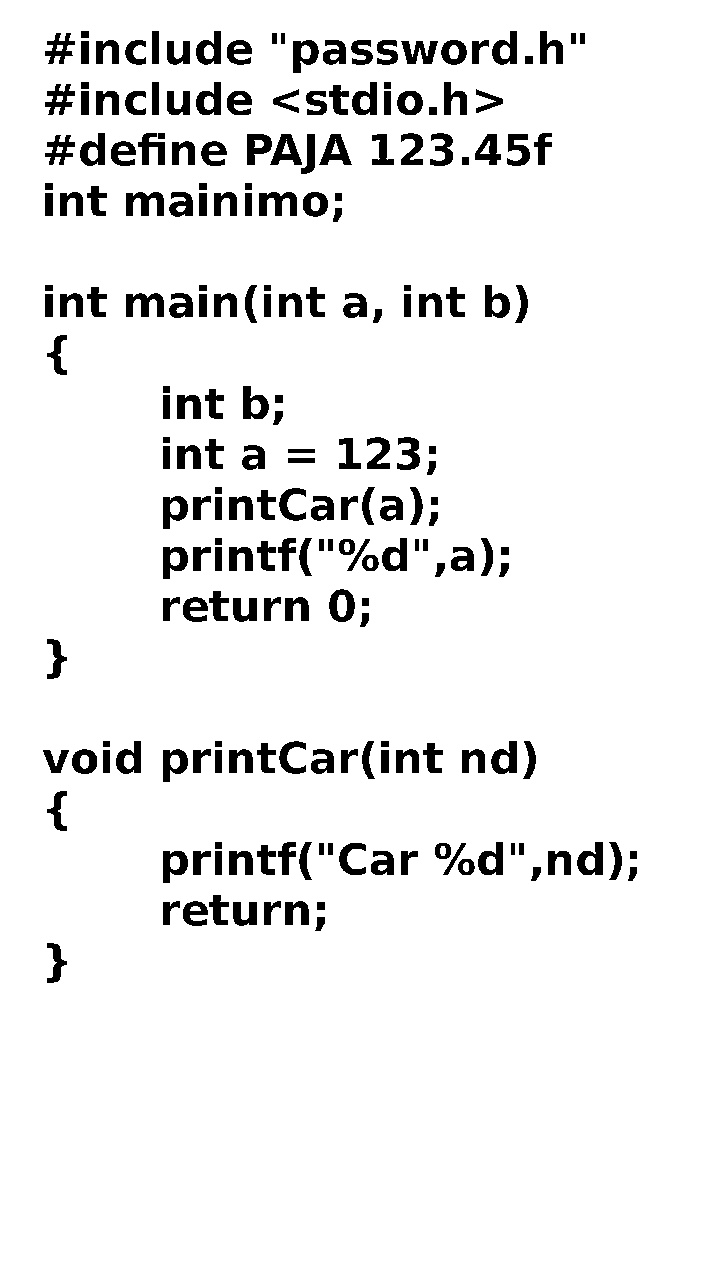 #include "password.h"
#include <stdio.h>
#define PAJA 123.45f
int mainimo;

int main(int a, int b)
{
	int b;
	int a = 123;
	printCar(a);
	printf("%d",a);
	return 0;
}

void printCar(int nd)
{
	printf("Car %d",nd);
	return;
}